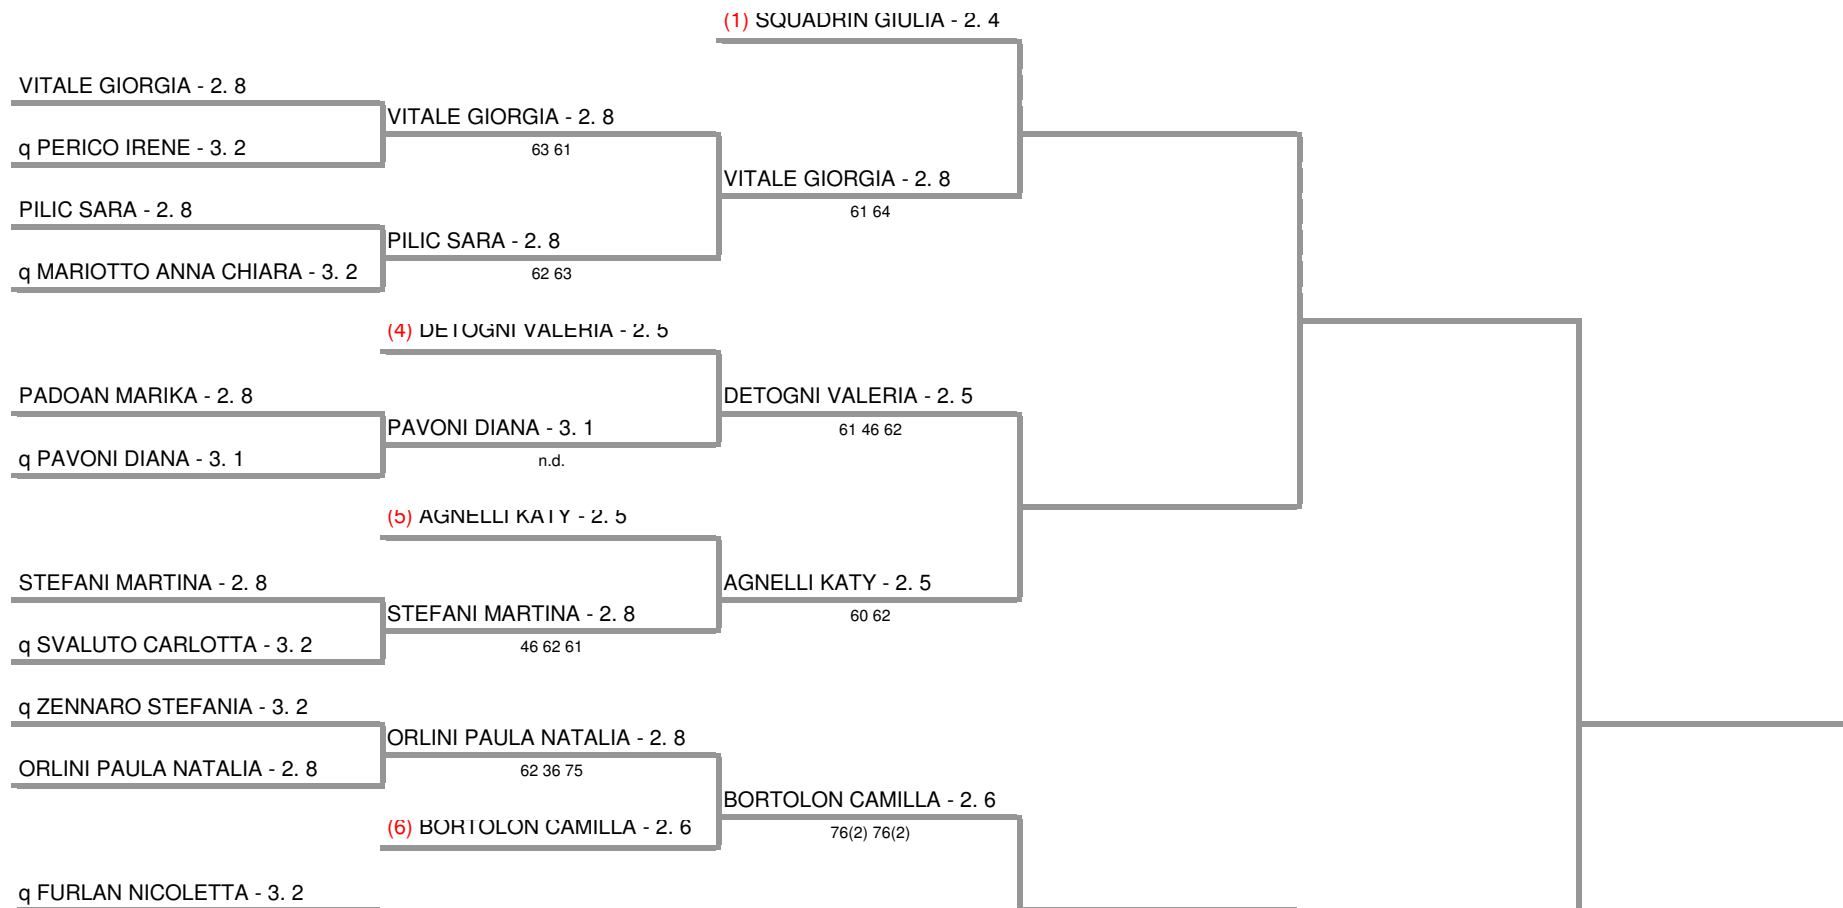 (1) SQUADRIN GIULIA - 2. 4
VITALE GIORGIA - 2. 8
VITALE GIORGIA - 2. 8
q PERICO IRENE - 3. 2
63 61
VITALE GIORGIA - 2. 8
PILIC SARA - 2. 8
61 64
PILIC SARA - 2. 8
q MARIOTTO ANNA CHIARA - 3. 2
62 63
(4) DETOGNI VALERIA - 2. 5
PADOAN MARIKA - 2. 8
DETOGNI VALERIA - 2. 5
PAVONI DIANA - 3. 1
61 46 62
q PAVONI DIANA - 3. 1
n.d.
(5) AGNELLI KATY - 2. 5
STEFANI MARTINA - 2. 8
AGNELLI KATY - 2. 5
STEFANI MARTINA - 2. 8
60 62
q SVALUTO CARLOTTA - 3. 2
46 62 61
q ZENNARO STEFANIA - 3. 2
ORLINI PAULA NATALIA - 2. 8
ORLINI PAULA NATALIA - 2. 8
62 36 75
BORTOLON CAMILLA - 2. 6
(6) BORTOLON CAMILLA - 2. 6
76(2) 76(2)
q FURLAN NICOLETTA - 3. 2